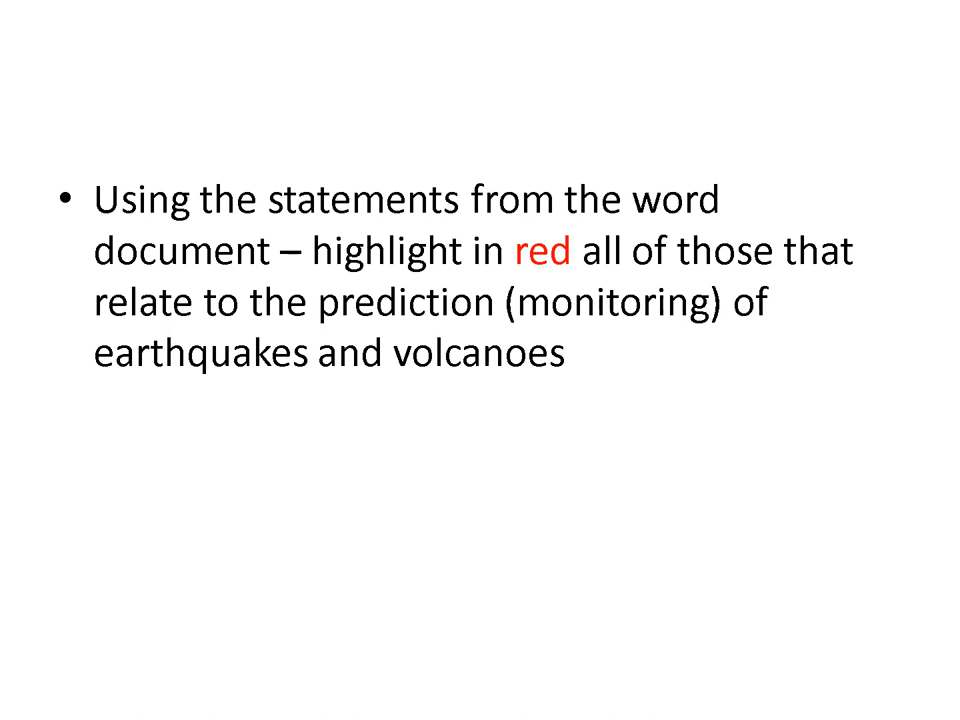 • Using the statements from the word
document – highlight in red all of those that
relate to the prediction (monitoring) of
earthquakes and volcanoes